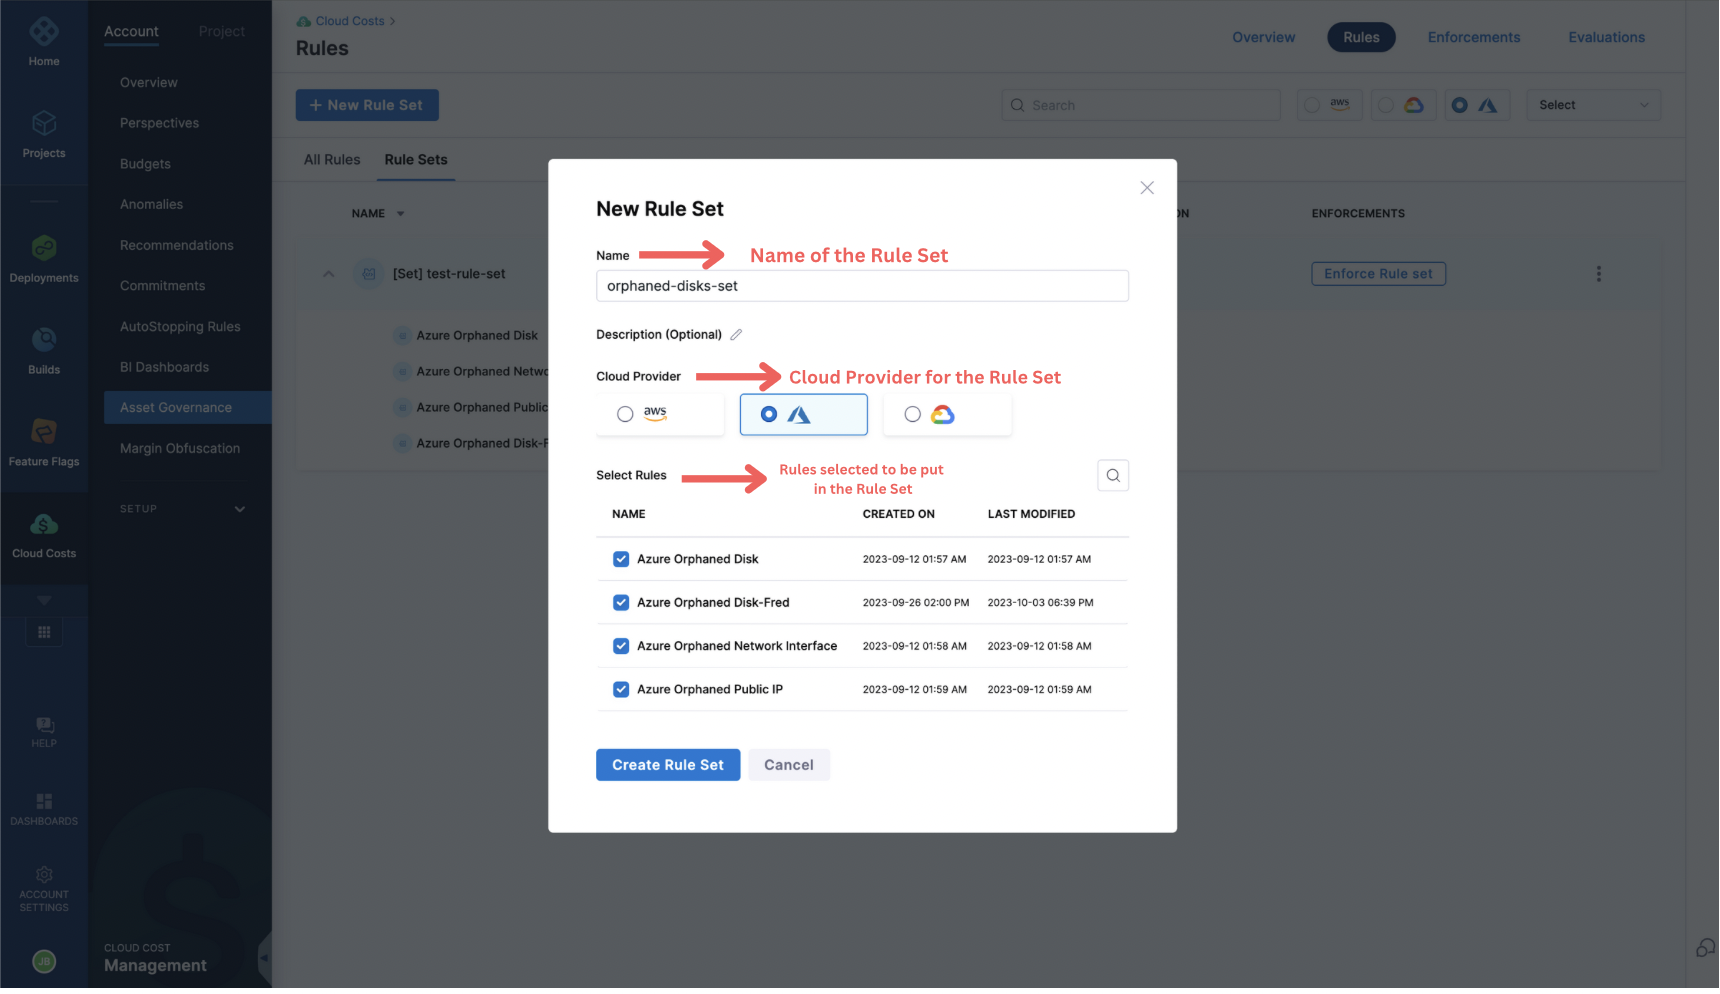 Home
Projects
Deployments
Builds
Feature Flags
Cloud Costs
HELP
DASHBOARDS
ACCOUNT
SETTINGS
JB
Account
Project
Overview
Perspectives
Budgets
Anomalies
Recommendations
Commitments
AutoStopping Rules
BI Dashboards
Asset Governance
Margin Obfuscation
SETUP
CLOUD COST
Management
Cloud Costs >
Rules
Overview
Rules
Enforcements
Evaluations
+ New Rule Set
Search
aws
Select
All Rules
Rule Sets
NAME
ENFORCEMENTS
[Set] test-rule-set
Enforce Rule set
Azure Orphaned Disk
Azure Orphaned Netwo
Azure Orphaned Public
Azure Orphaned Disk-F
New Rule Set
Name
Name of the Rule Set
orphaned-disks-set
Description (Optional)
Cloud Provider
Cloud Provider for the Rule Set
aws
Select Rules
Rules selected to be put
in the Rule Set
NAME CREATED ON LAST MODIFIED
Azure Orphaned Disk 2023-09-12 01:57 AM 2023-09-12 01:57 AM
Azure Orphaned Disk-Fred 2023-09-26 02:00 PM 2023-10-03 06:39 PM
Azure Orphaned Network Interface 2023-09-12 01:58 AM 2023-09-12 01:58 AM
Azure Orphaned Public IP 2023-09-12 01:59 AM 2023-09-12 01:59 AM
Create Rule Set
Cancel